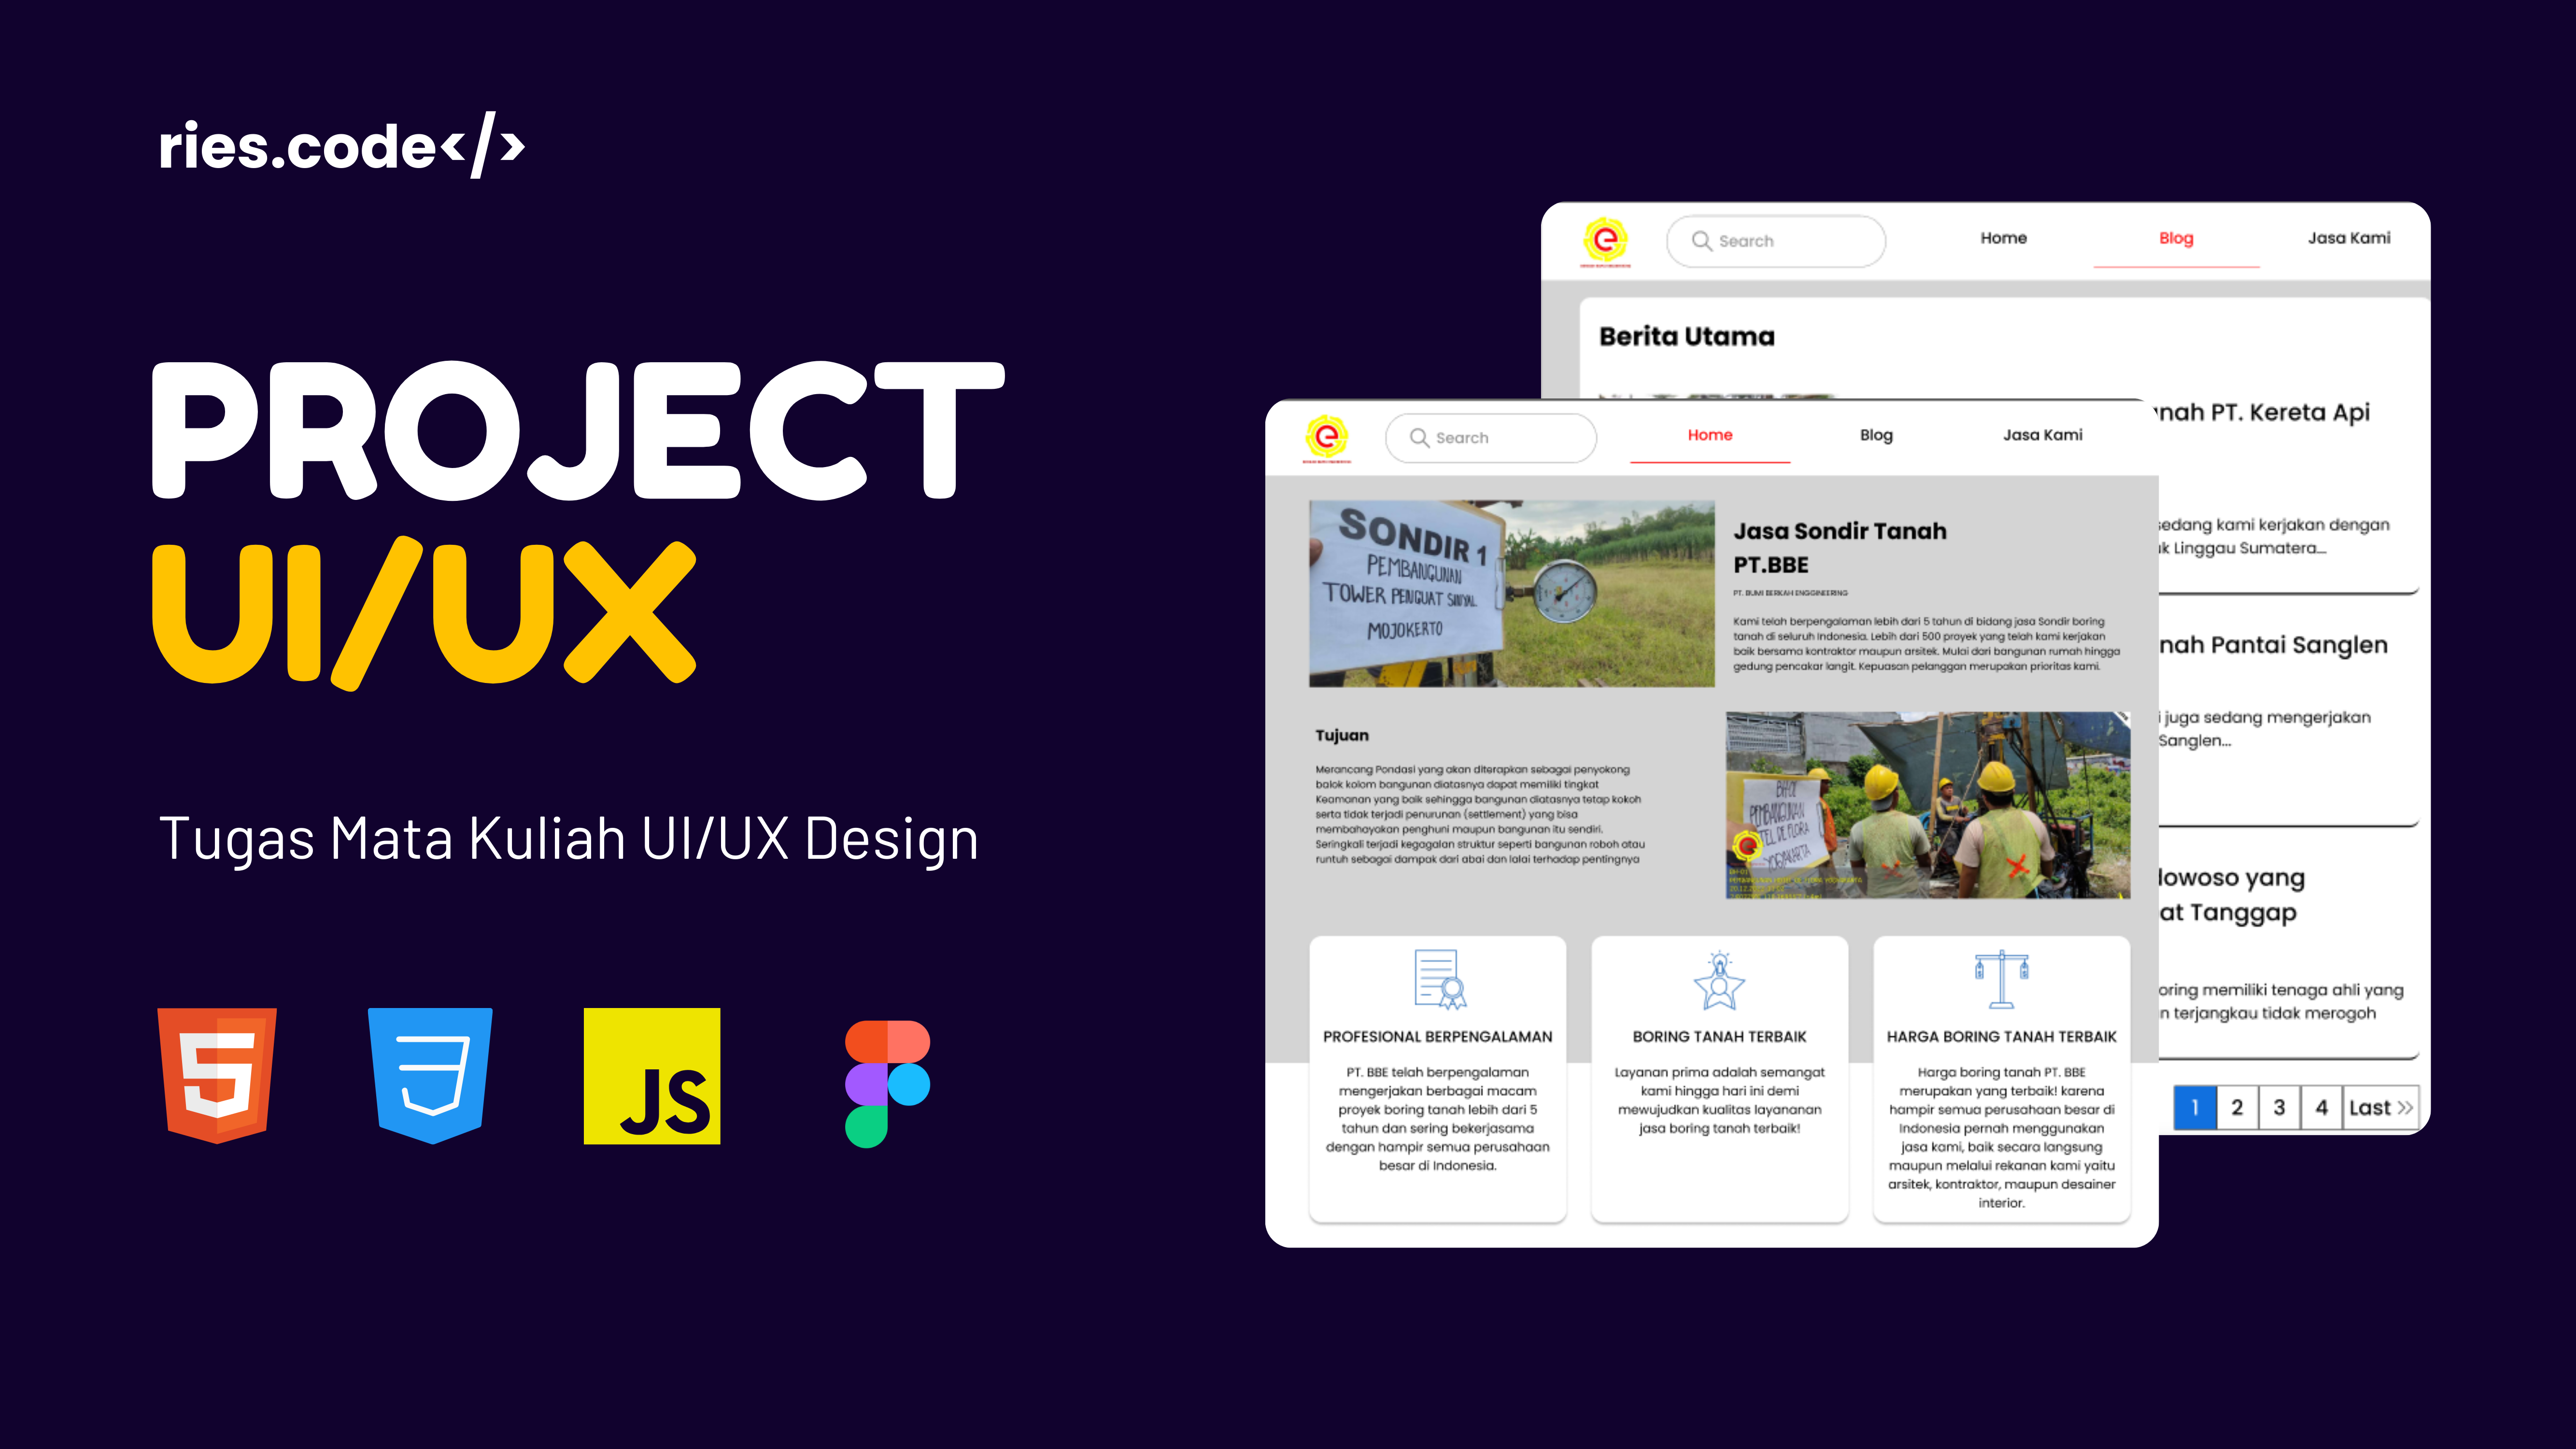 ries.code</>
PROJECT
UI/UX
Tugas Mata Kuliah UI/UX Design
JS
Search
Home
Blog
Jasa Kami
Berita Utama
nah PT. Kereta Api
sedang kami kerjakan dengan
Linggau Sumatera...
nah Pantai Sanglen
i juga sedang mengerjakan
Sanglen...
lowoso yang
at Tanggap
oring memiliki tenaga ahli yang
n terjangkau tidak merogoh
1 2 3 4 Last >>
e
Search
Home
Blog
Jasa Kami
SONDIR 1
PEMBANGUNAN
TOWER PENGUAT SINYAL
MOJOKERTO
Jasa Sondir Tanah
PT.BBE
PT. BUMI BERKAH ENGGINEERING
Kami telah berpengalaman lebih dari 5 tahun di bidang jasa Sondir boring
tanah di seluruh Indonesia. Lebih dari 500 proyek yang telah kami kerjakan
baik bersama kontraktor maupun arsitek. Mulai dari bangunan rumah hingga
gedung pencakar langit. Kepuasan pelanggan merupakan prioritas kami.
Tujuan
Merancang Pondasi yang akan diterapkan sebagai penyokong
balok kolom bangunan diatasnya dapat memiliki tingkat
Keamanan yang baik sehingga bangunan diatasnya tetap kokoh
serta tidak terjadi penurunan (settlement) yang bisa
membahayakan penghuni maupun bangunan itu sendiri.
Seringkali terjadi kegagalan struktur seperti bangunan roboh atau
runtuh sebagai dampak dari abai dan lalai terhadap pentingnya
PEMBANGUNAN
TEL DE FLORA
YOGYAKARTA
PROFESIONAL BERPENGALAMAN
PT. BBE telah berpengalaman
mengerjakan berbagai macam
proyek boring tanah lebih dari 5
tahun dan sering bekerjasama
dengan hampir semua perusahaan
besar di Indonesia.
BORING TANAH TERBAIK
Layanan prima adalah semangat
kami hingga hari ini demi
mewujudkan kualitas layananan
jasa boring tanah terbaik!
HARGA BORING TANAH TERBAIK
Harga boring tanah PT. BBE
merupakan yang terbaik! karena
hampir semua perusahaan besar di
Indonesia pernah menggunakan
jasa kami, baik secara langsung
maupun melalui rekanan kami yaitu
arsitek, kontraktor, maupun desainer
interior.